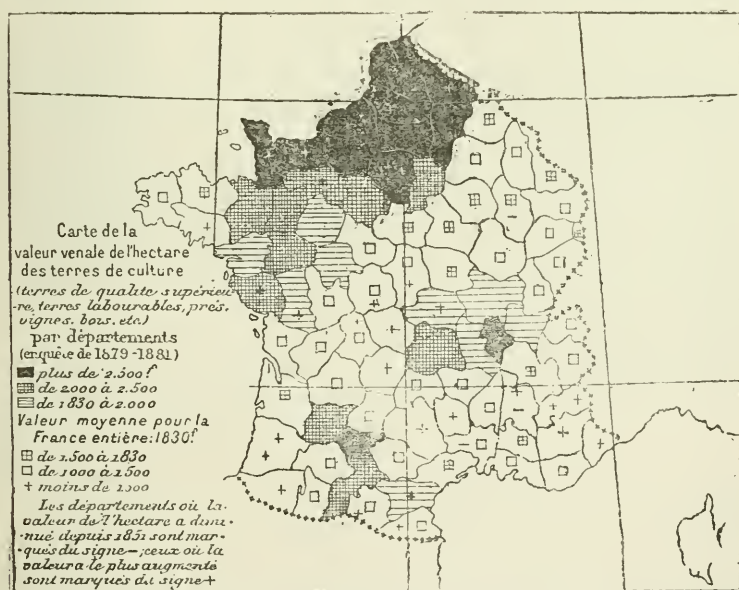 Carte de la
valeur venale de l'hectare
des terres de culture
(terres de qualité supérieu-
-re, terres labourables, prés,
vignes, bois, etc.)
par départements
(enquête de 1879-1881)
plus de 2.500f
de 2000 à 2.500
de 1830 à 2.000
Valeur moyenne pour la
France entière: 1830f
de 1.500 à 1830
de 1000 à 1500
moins de 1000
Les départements où la
valeur de l'hectare a dimi-
-nué depuis 1851 sont mar-
-qués du signe —; ceux où la
valeur a le plus augmenté
sont marqués du signe +